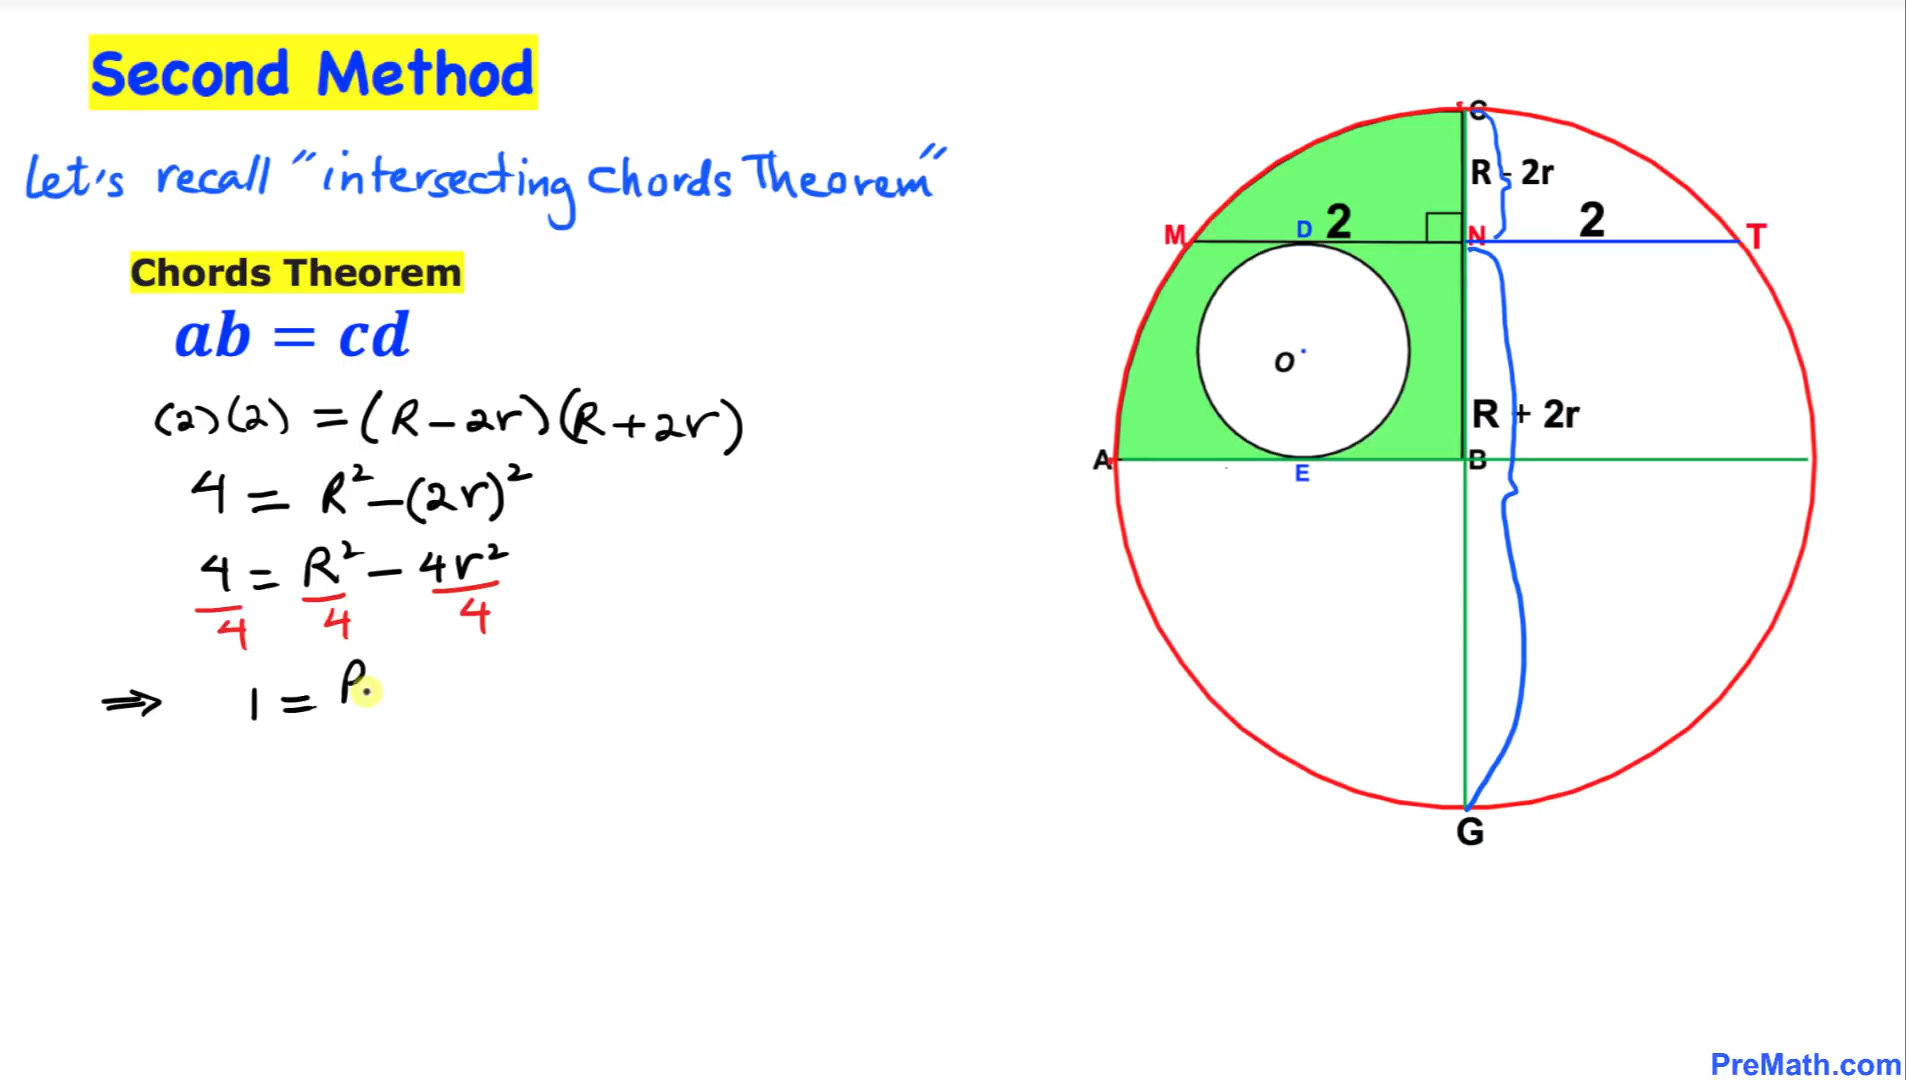 Second Method
Let's recall "intersecting chords Theorem"
Chords Theorem
ab = cd
(2)(2) = (R-2r)(R+2r)
4 = R² - (2r)²
4/4 = R²/4 - 4r²/4
⇒ 1 = R
C
R - 2r
M D 2 N 2 T
O
R + 2r
A E B
G
PreMath.com